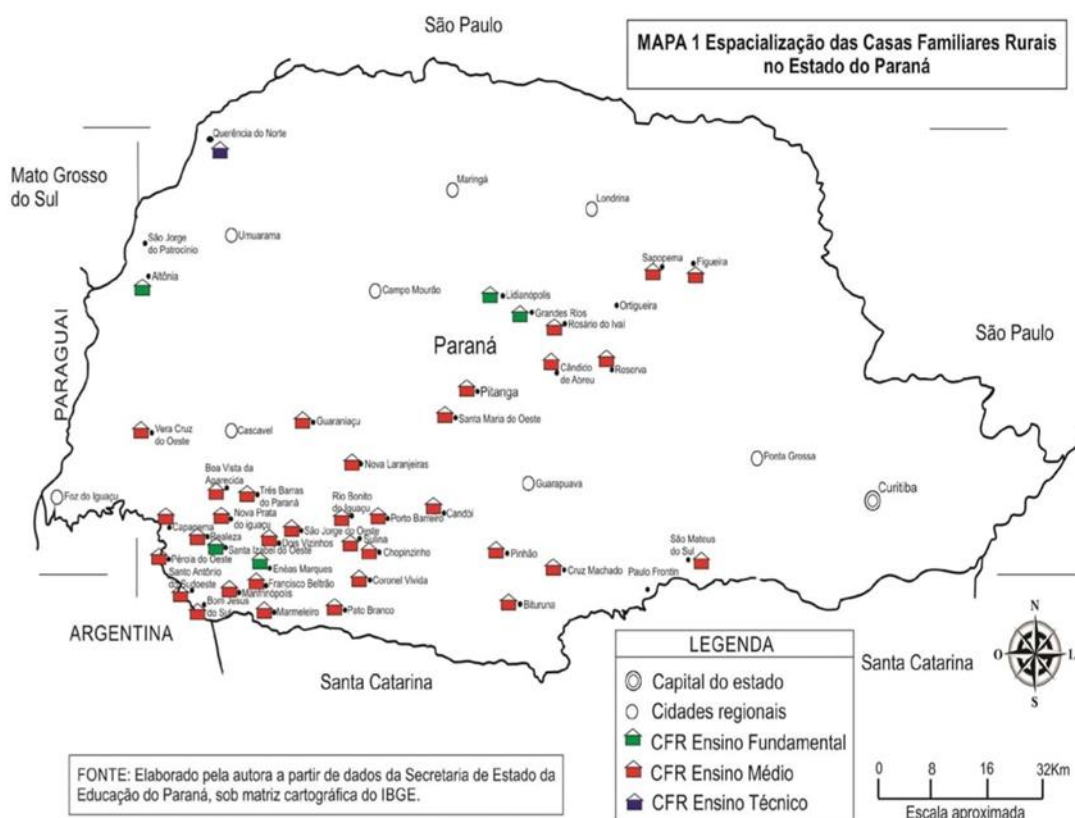 São Paulo
MAPA 1 Espacialização das Casas Familiares Rurais
no Estado do Paraná
Querência do Norte
Mato Grosso
do Sul
Maringá
Londrina
São Jorge
do Patrocínio
Umuarama
Altônia
Sapopema
Figueira
Campo Mourão
Lidianópolis
Ortigueira
Grandes Rios
Rosário do Ivaí
São Paulo
PARAGUAI
Paraná
Cândico
de Abreu
Reserva
Pitanga
Santa Maria do Oeste
Guaraniaçu
Vera Cruz
do Oeste
Cascavel
Nova Laranjeiras
Ponta Grossa
Boa Vista da
Aparecida
Três Barras
do Paraná
Guarapuava
Curitiba
Foz do Iguaçu
Rio Bonito
do Iguaçu
Candói
Nova Prata
do iguaçu
Porto Barreiro
Capanema
São Jorge do Oeste
Realeza
Dois Vizinhos
Sulina
Santa Izabel do Oeste
Chopinzinho
Pinhão
São Mateus
do Sul
Pérola do Oeste
Enéas Marques
Cruz Machado
Paulo Frontin
Santo Antônio
do Sudoeste
Francisco Beltrão
Coronel Vivida
Manfrinópolis
Bom Jesus
do Sul
Marmeleiro
Pato Branco
Bituruna
ARGENTINA
Santa Catarina
Santa Catarina
N
O
L
S
LEGENDA
Capital do estado
Cidades regionais
CFR Ensino Fundamental
CFR Ensino Médio
CFR Ensino Técnico
FONTE: Elaborado pela autora a partir de dados da Secretaria de Estado da
Educação do Paraná, sob matriz cartográfica do IBGE.
0 8 16 32Km
Escala aproximada